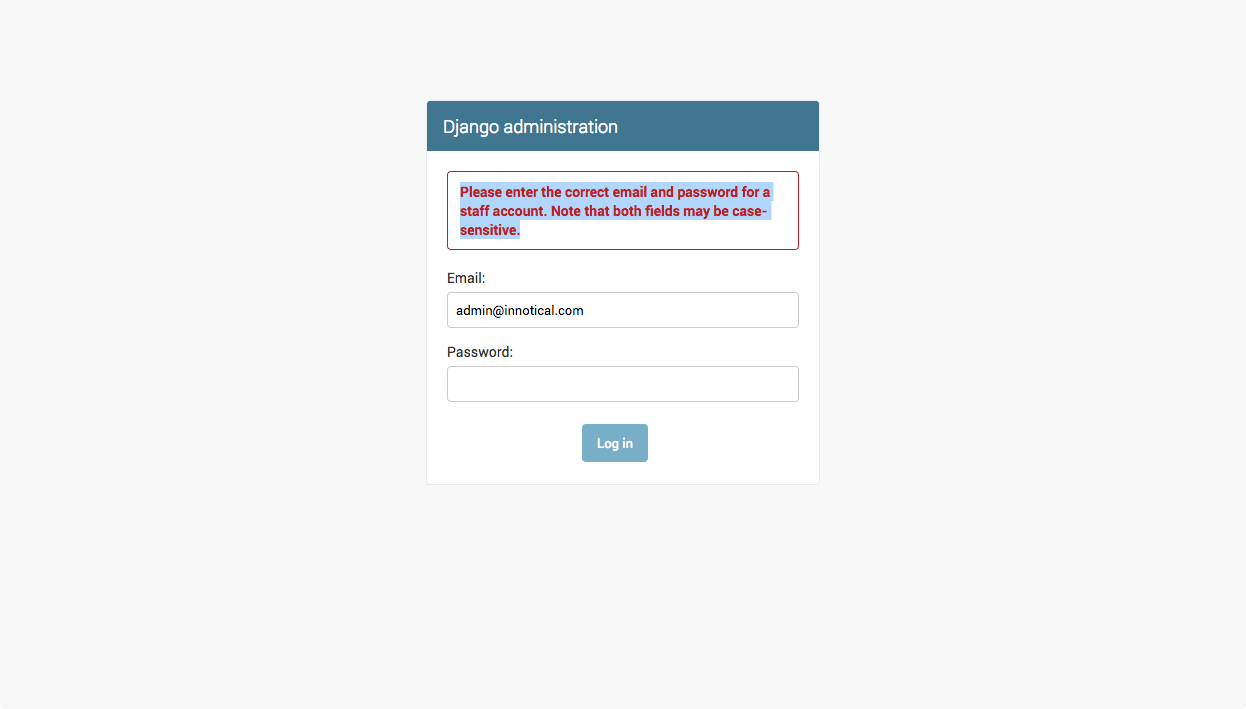 Django administration
Please enter the correct email and password for a
staff account. Note that both fields may be case-
sensitive.
Email:
admin@innotical.com
Password:
Log in